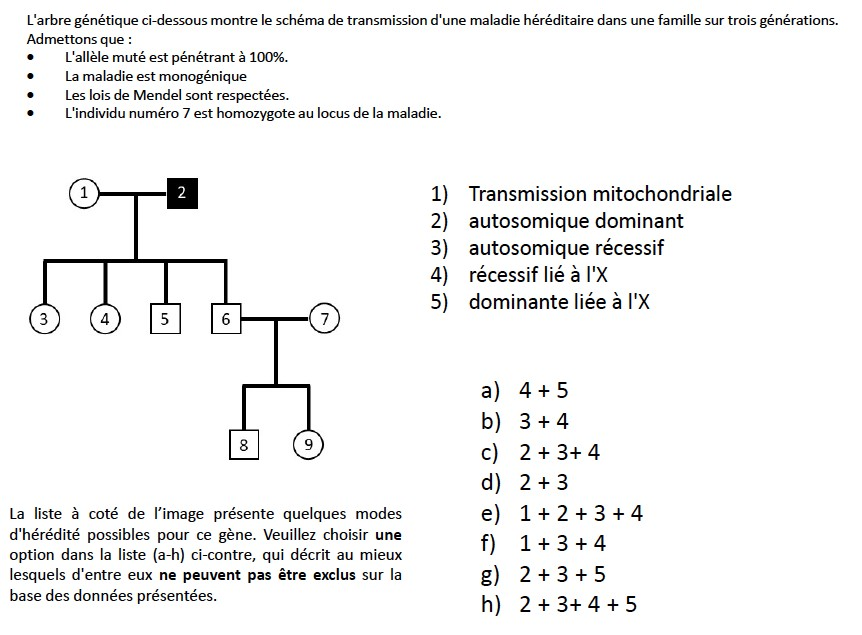 L'arbre génétique ci-dessous montre le schéma de transmission d'une maladie héréditaire dans une famille sur trois générations.
Admettons que :
• L'allèle muté est pénétrant à 100%.
• La maladie est monogénique
• Les lois de Mendel sont respectées.
• L'individu numéro 7 est homozygote au locus de la maladie.
1 2
3 4 5 6 7
8 9
1) Transmission mitochondriale
2) autosomique dominant
3) autosomique récessif
4) récessif lié à l'X
5) dominante liée à l'X
a) 4 + 5
b) 3 + 4
c) 2 + 3+ 4
d) 2 + 3
e) 1 + 2 + 3 + 4
f) 1 + 3 + 4
g) 2 + 3 + 5
h) 2 + 3+ 4 + 5
La liste à coté de l’image présente quelques modes
d'hérédité possibles pour ce gène. Veuillez choisir une
option dans la liste (a-h) ci-contre, qui décrit au mieux
lesquels d'entre eux ne peuvent pas être exclus sur la
base des données présentées.